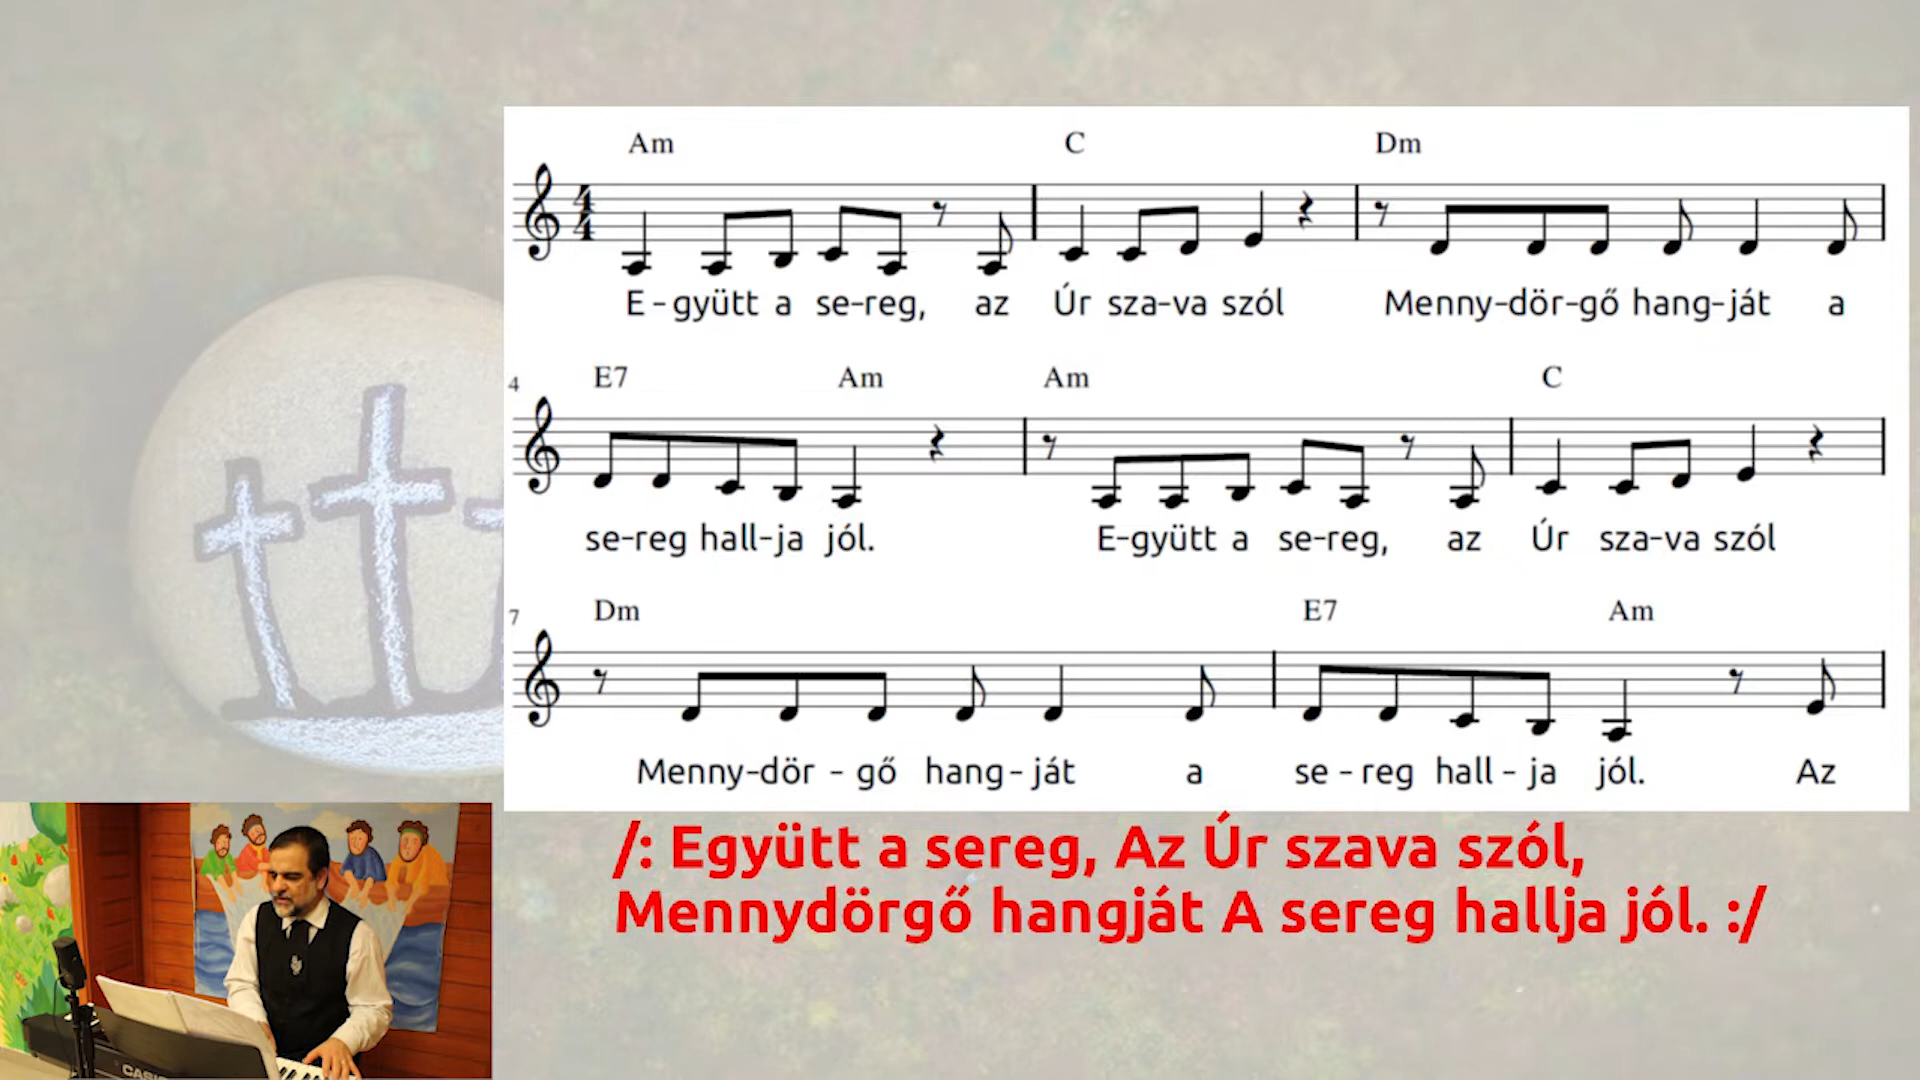 Am C Dm
4 4
E-gyütt a se-reg, az Úr sza-va szól Menny-dör-gő hang-ját a
4 E7 Am Am C
se-reg hall-ja jól. E-gyütt a se-reg, az Úr sza-va szól
7 Dm E7 Am
Menny-dör - gő hang - ját a se - reg hall - ja jól. Az
/: Együtt a sereg, Az Úr szava szól,
Mennydörgő hangját A sereg hallja jól. :/